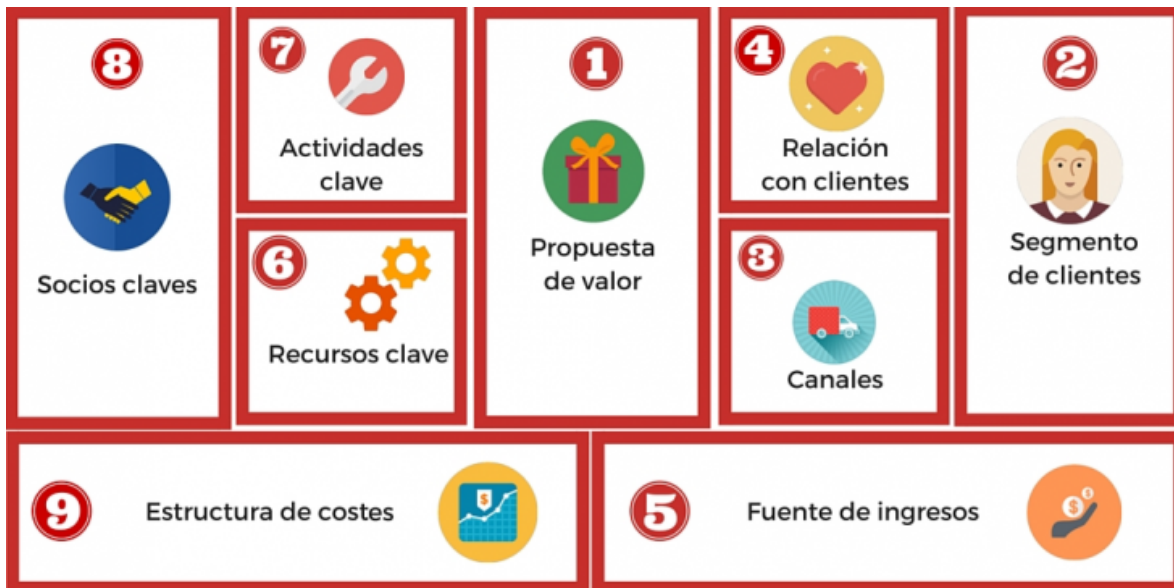 8
Socios claves
7
Actividades
clave
6
Recursos clave
1
Propuesta
de valor
4
Relación
con clientes
3
Canales
2
Segmento
de clientes
9
Estructura de costes
$
5
Fuente de ingresos
$
$